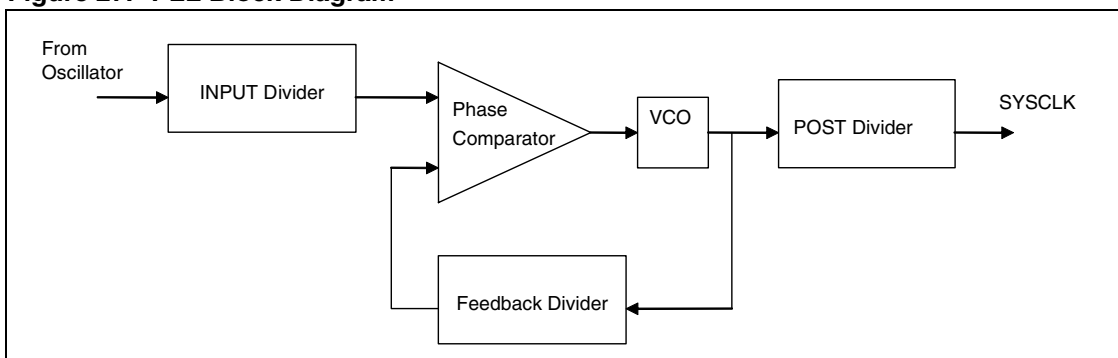 From
Oscillator
INPUT Divider
Phase
Comparator
VCO
POST Divider
SYSCLK
Feedback Divider